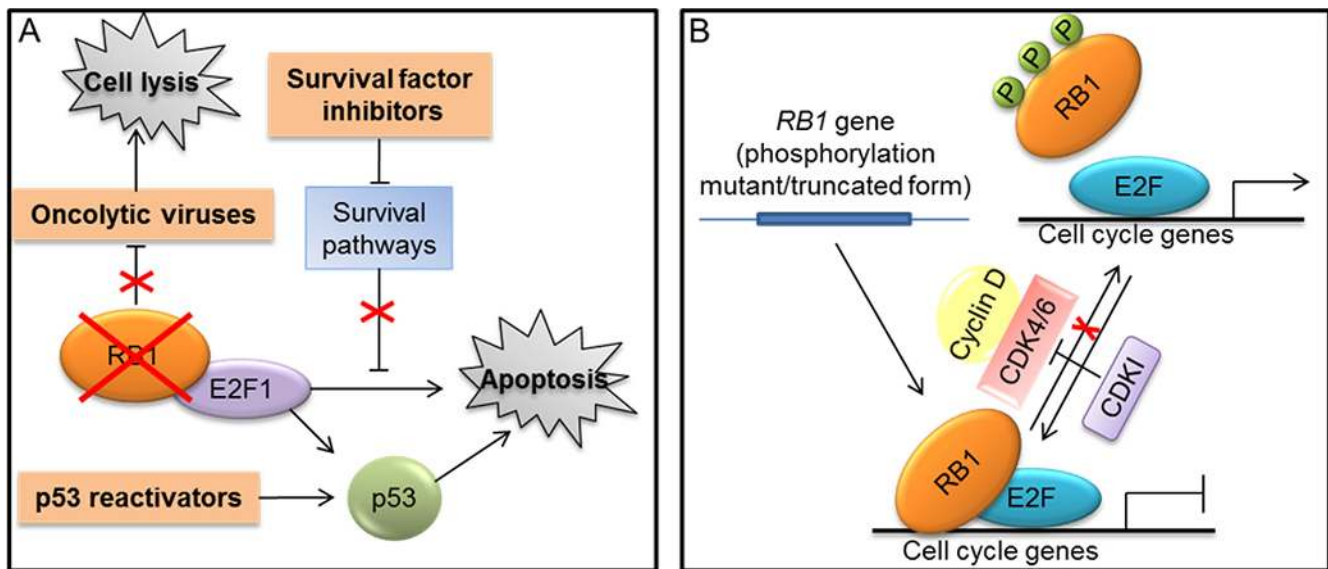 A
Cell lysis
Survival factor
inhibitors
Oncolytic viruses
Survival
pathways
RB1
E2F1
Apoptosis
p53 reactivators
p53
B
P
P
P
RB1
RB1 gene
(phosphorylation
mutant/truncated form)
E2F
Cell cycle genes
Cyclin D
CDK4/6
CDKI
RB1
E2F
Cell cycle genes